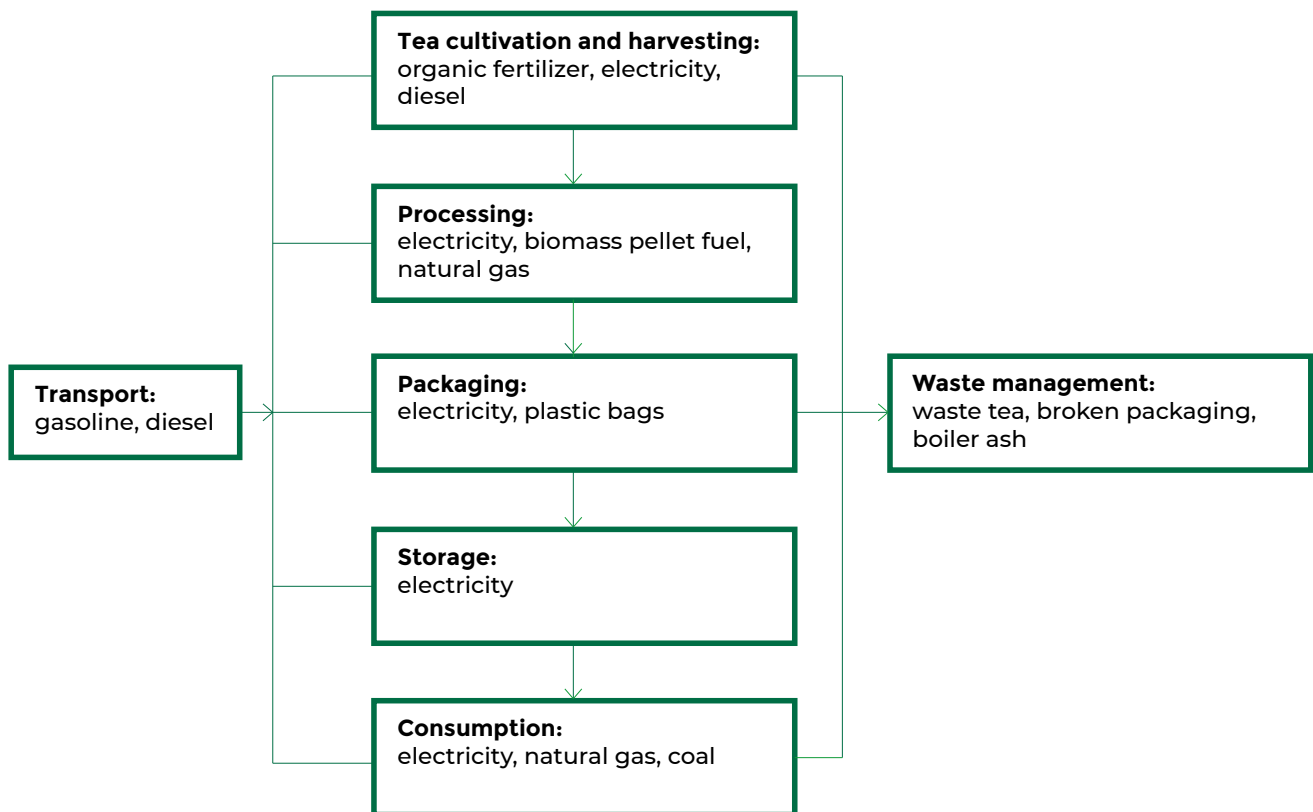 Tea cultivation and harvesting:
organic fertilizer, electricity,
diesel
Processing:
electricity, biomass pellet fuel,
natural gas
Transport:
gasoline, diesel
Packaging:
electricity, plastic bags
Waste management:
waste tea, broken packaging,
boiler ash
Storage:
electricity
Consumption:
electricity, natural gas, coal